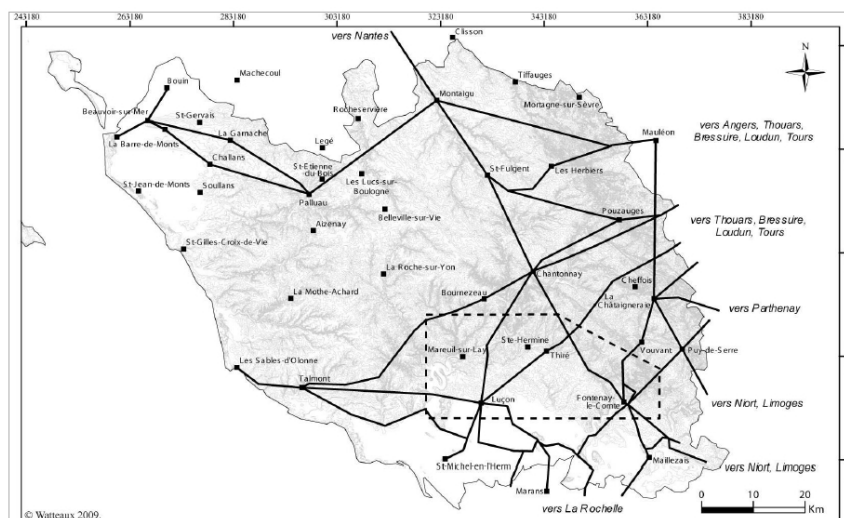 243180
263180
283180
303180
323180
343180
363180
383180
vers Nantes
Clisson
N
Machecoul
Tiffauges
Bouin
Montaigu
Mortagne-sur-Sèvre
Beauvoir-sur-Mer
St-Gervais
Rocheservière
vers Angers, Thouars,
Bressuire, Loudun, Tours
La Garnache
Mauléon
La Barre-de-Monts
Legé
Challans
St-Etienne
du-Bois
St-Fulgent
Les Herbiers
St-Jean-de-Monts
Soullans
Les Lucs-sur-
Boulogne
Palluau
Belleville-sur-Vie
Pouzauges
vers Thouars, Bressuire,
Loudun, Tours
Aizenay
St-Gilles-Croix-de-Vie
La Roche-sur-Yon
Chantonnay
Cheffois
La Mothe-Achard
Bournezeau
La
Châtaigneraie
vers Parthenay
Ste-Hermine
Mareuil-sur-Lay
Thiré
Vouvant
Puy-de-Serre
Les Sables-d'Olonne
Talmont
Luçon
Fontenay-
le-Comte
vers Niort, Limoges
St-Michel-en-l'Herm
Maillezais
vers Niort, Limoges
Marans
vers La Rochelle
0 10 20
Km
© Watteaux 2009.